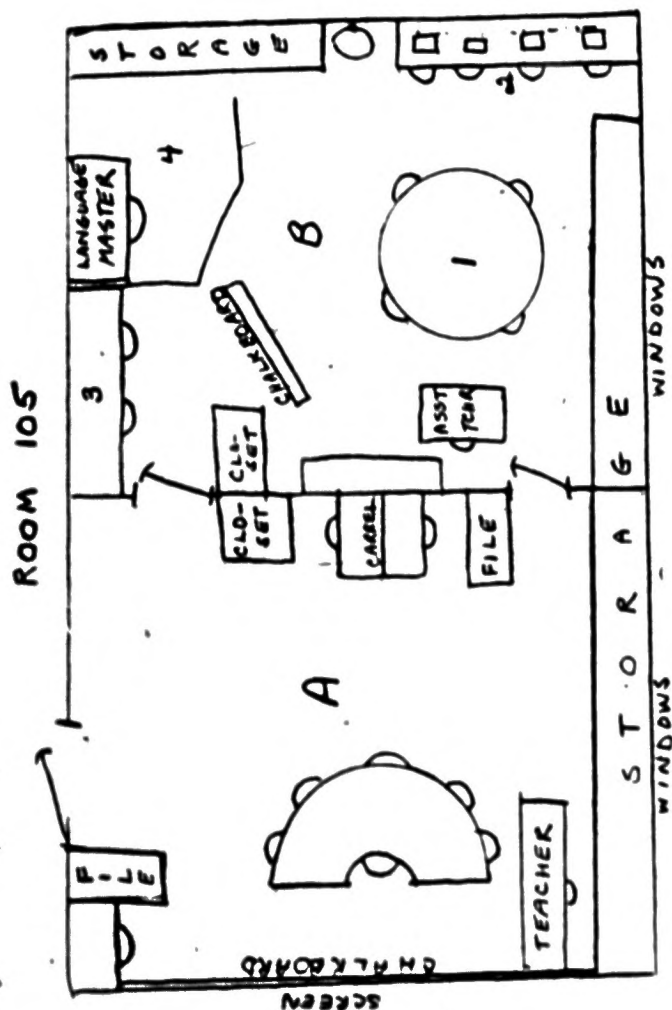 ROOM 105
STORAGE
LANGUAGE
MASTER
4
2
3
B
1
CHALKBOARD
CLO-
SET
ASST
TCHR
CLO-
SET
CARREL
FILE
A
FILE
TEACHER
CHALKBOARD
SCREEN
STORAGE
WINDOWS
WINDOWS